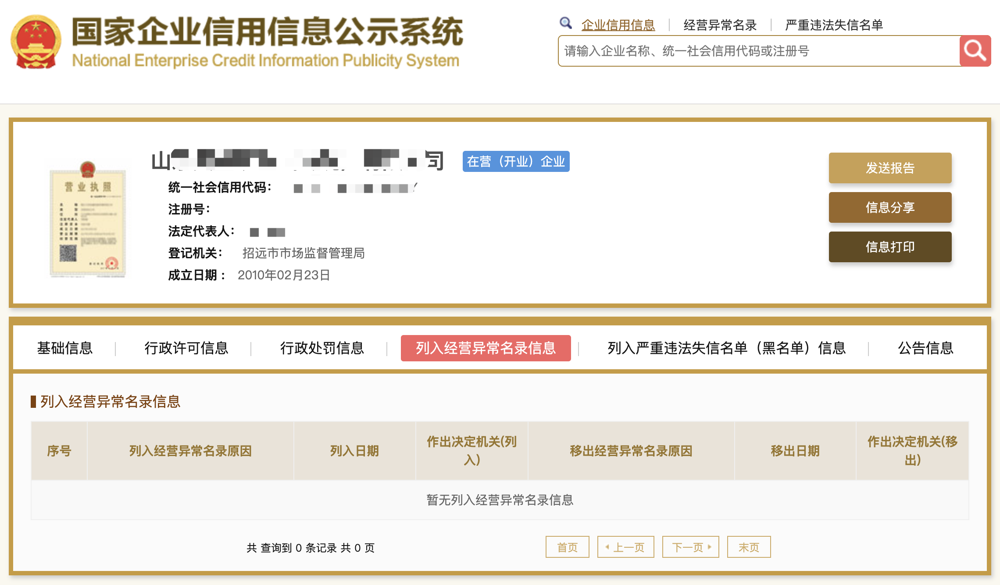 国家企业信用信息公示系统
National Enterprise Credit Information Publicity System
企业信用信息 | 经营异常名录 | 严重违法失信名单
请输入企业名称、统一社会信用代码或注册号
山
司
在营（开业）企业
营业执照
统一社会信用代码：
注册号：
法定代表人：
登记机关： 招远市市场监督管理局
成立日期： 2010年02月23日
发送报告
信息分享
信息打印
基础信息 | 行政许可信息 | 行政处罚信息 | 列入经营异常名录信息 | 列入严重违法失信名单（黑名单）信息 | 公告信息
列入经营异常名录信息
序号 列入经营异常名录原因 列入日期 作出决定机关(列入) 移出经营异常名录原因 移出日期 作出决定机关(移出)
暂无列入经营异常名录信息
共 查询到 0 条记录 共 0 页
首页 上一页 下一页 末页